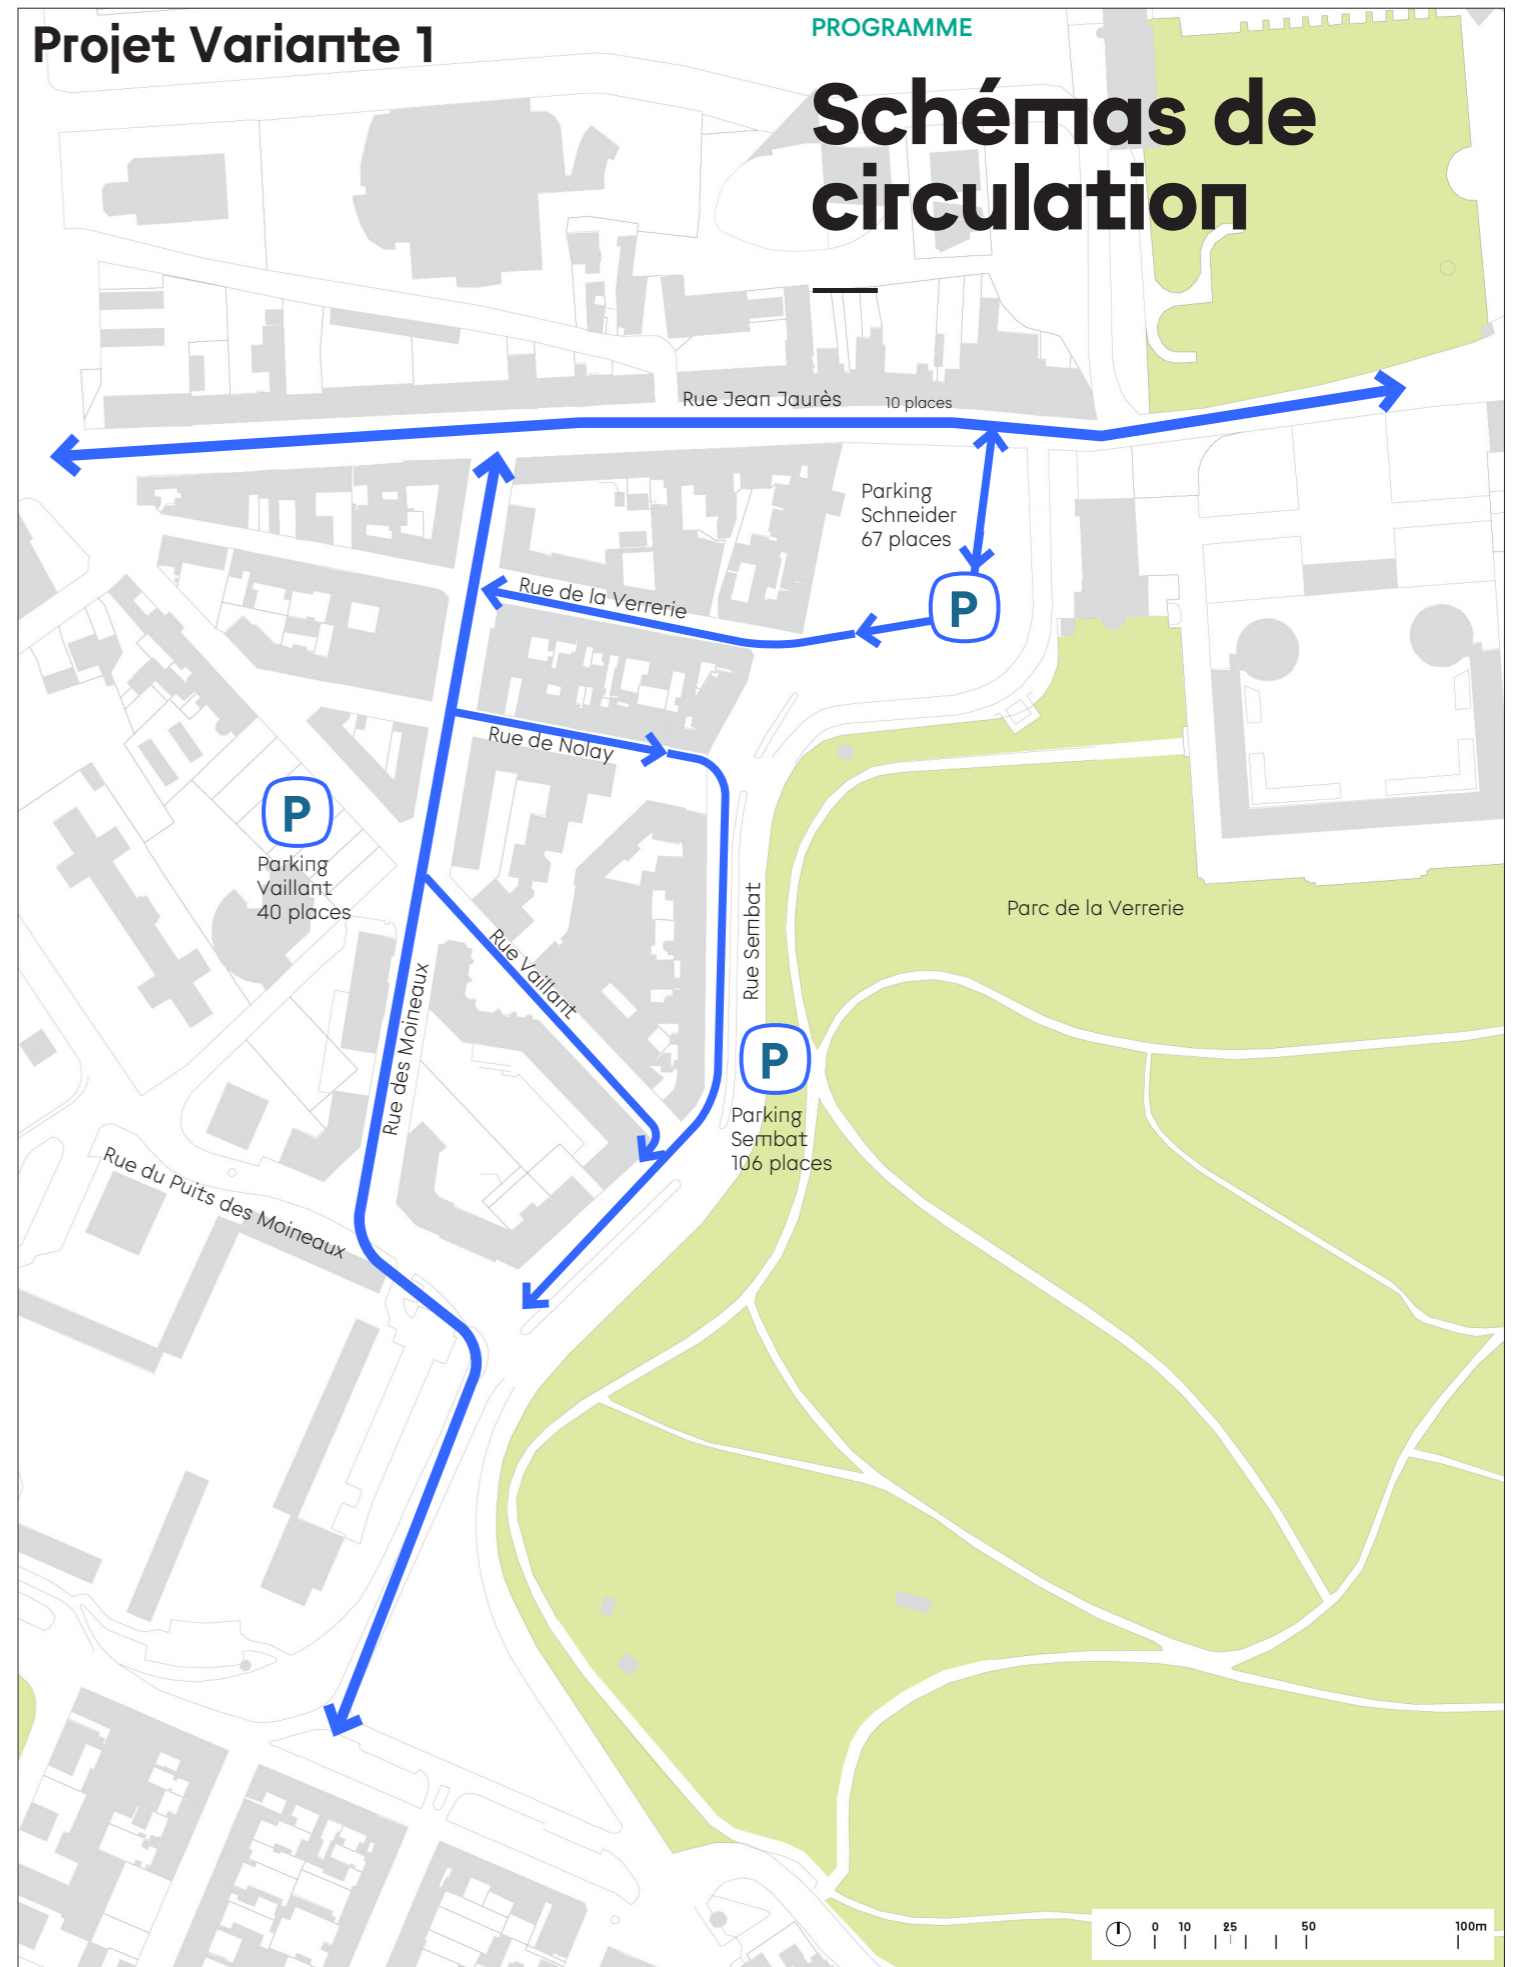 Projet Variante 1
PROGRAMME
Schémas de
circulation
Rue Jean Jaurès
10 places
Parking
Schneider
67 places
P
Rue de la Verrerie
Rue de Nolay
P
Parking
Vaillant
40 places
Rue Vaillant
Rue Sembat
Parc de la Verrerie
Rue des Moineaux
P
Parking
Sembat
106 places
Rue du Puits des Moineaux
0 10 25 50 100m